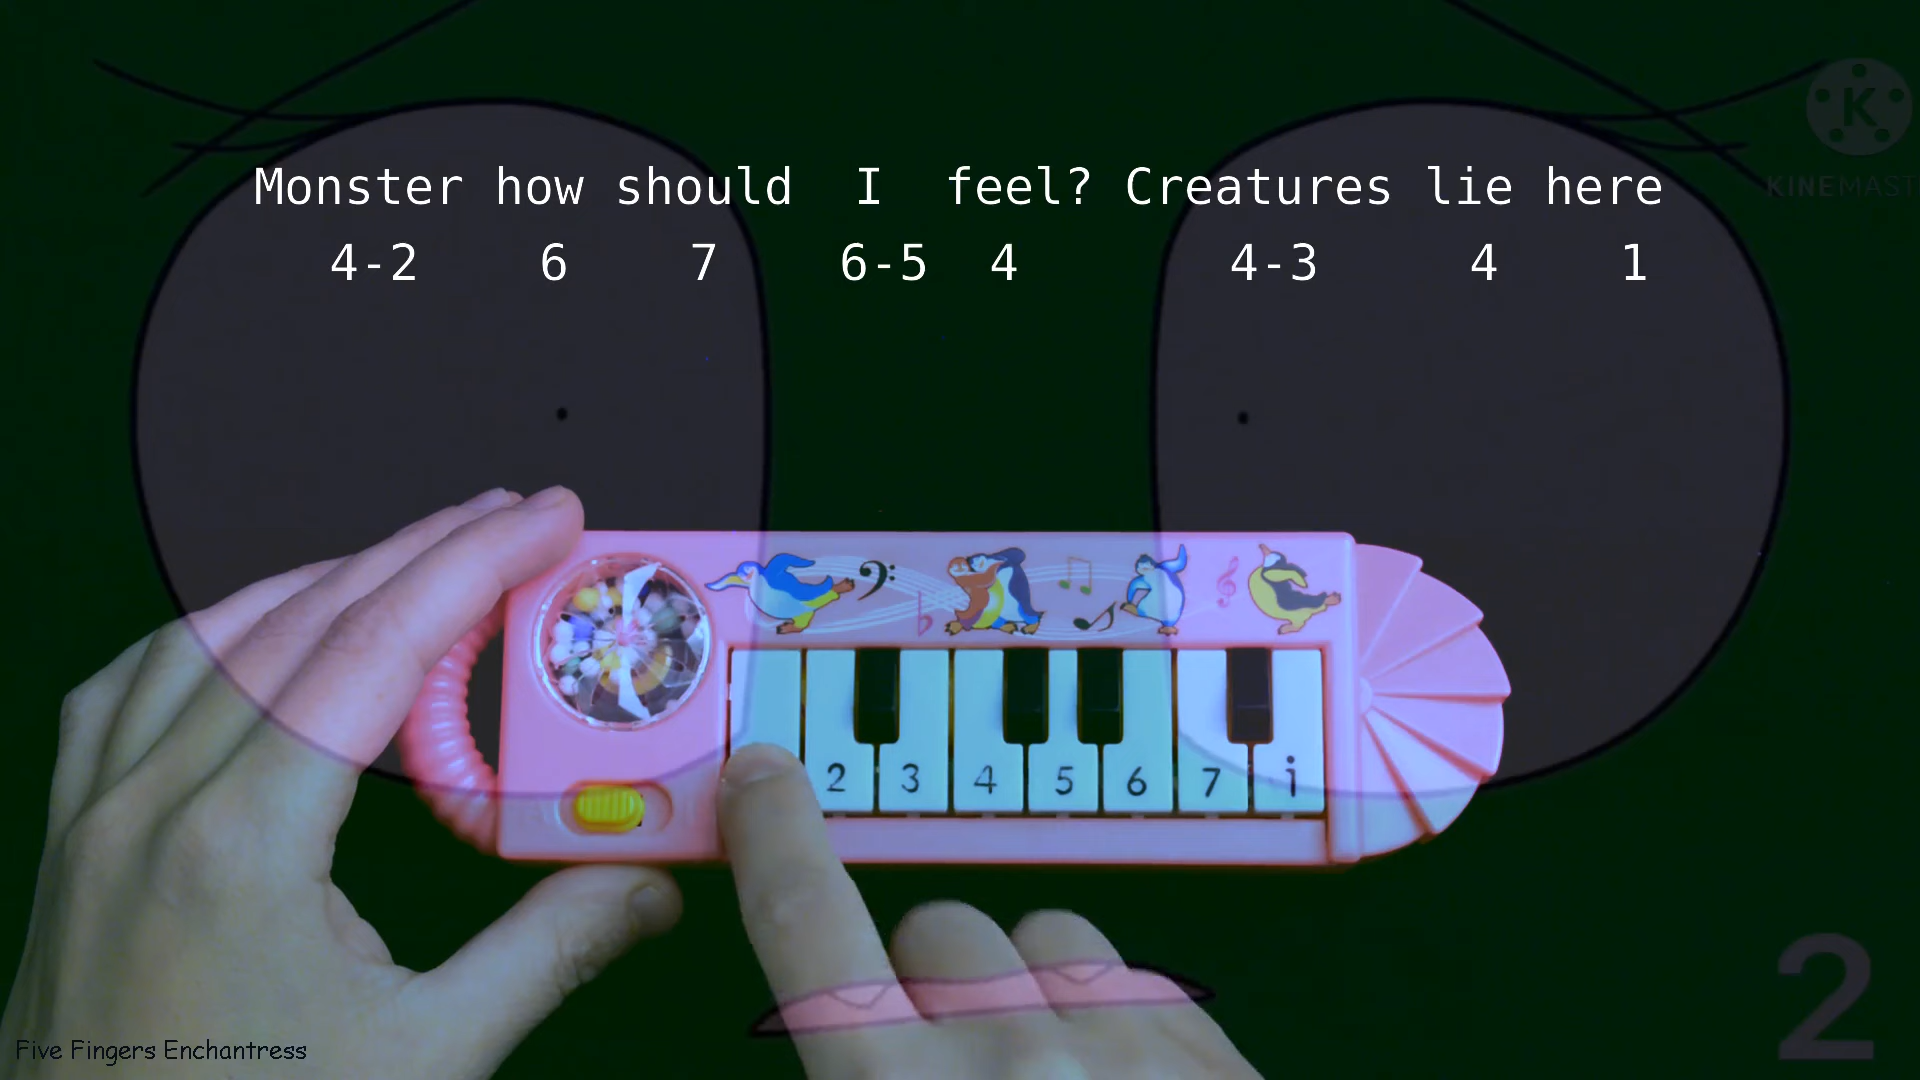 Monster how should I feel? Creatures lie here
4-2 6 7 6-5 4 4-3 4 1
K
KINEMAST
2 3 4 5 6 7 i
2
Five Fingers Enchantress